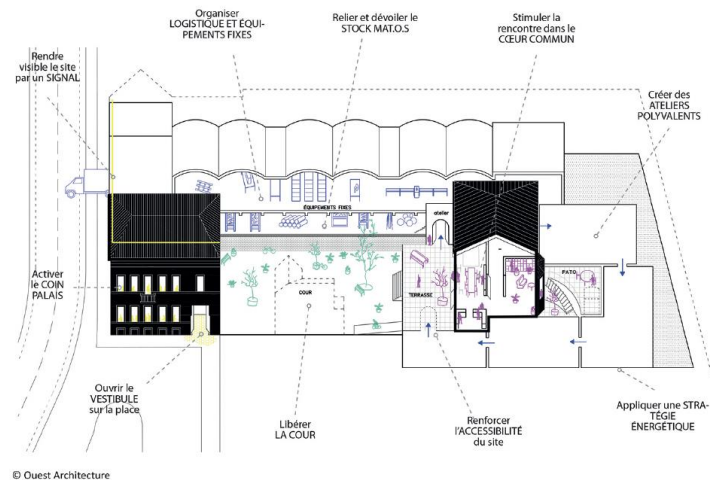 Organiser
LOGISTIQUE ET ÉQUI-
PEMENTS FIXES
Relier et dévoiler le
STOCK MAT.O.S
Stimuler la
rencontre dans le
CŒUR COMMUN
Rendre
visible le site
par un SIGNAL
Créer des
ATELIERS
POLYVALENTS
ÉQUIPEMENTS FIXES
atelier
Activer
le COIN
PALAIS
COUR
TERRASSE
PATIO
Ouvrir le
VESTIBULE
sur la place
Libérer
LA COUR
Renforcer
l’ACCESSIBILITÉ
du site
Appliquer une STRA-
TÉGIE
ÉNERGÉTIQUE
© Ouest Architecture